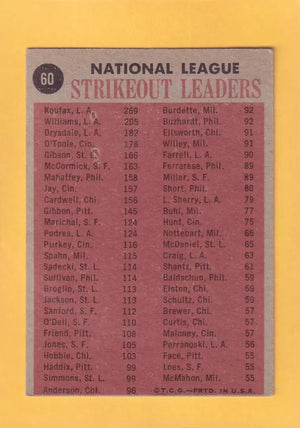 60
NATIONAL LEAGUE
STRIKEOUT LEADERS
Koufax, L. A. 269 Burdette, Mil. 92
Williams, L. A. 205 Buzhardt, Phil. 92
Drysdale, L. A. 182 Ellsworth, Chi. 91
O'Toole, Cin. 178 Willey, Mil. 91
Gibson, St. L. 166 Farrell, L. A. 90
McCormick, S. F. 163 Ferrarese, Phil. 89
Mahaffey, Phil. 158 Miller, S. F. 89
Jay, Cin. 157 Short, Phil. 80
Cardwell, Chi. 156 L. Sherry, L. A. 79
Gibbon, Pitt. 145 Buhl, Mil. 77
Marichal, S. F. 124 Hunt, Cin. 75
Podres, L. A. 124 Nottebart, Mil. 66
Purkey, Cin. 116 McDaniel, St. L. 65
Spahn, Mil. 115 Craig, L. A. 63
Sadecki, St. L. 114 Shantz, Pitt. 61
Sullivan, Phil. 114 Baldschun, Phil. 59
Broglio, St. L. 113 Elston, Chi. 59
Jackson, St. L. 113 Schultz, Chi. 59
Sanford, S. F. 112 Brewer, Chi. 57
O'Dell, S. F. 110 Curtis, Chi. 57
Friend, Pitt. 108 Maloney, Cin. 57
Jones, S. F. 105 Perranoski, L. A. 56
Hobbie, Chi. 103 Face, Pitt. 55
Haddix, Pitt. 99 Loes, S. F. 55
Simmons, St. L. 99 McMahon, Mil. 55
Anderson, Chi. 96 ©T.C.G.—PRTD. IN U.S.A.